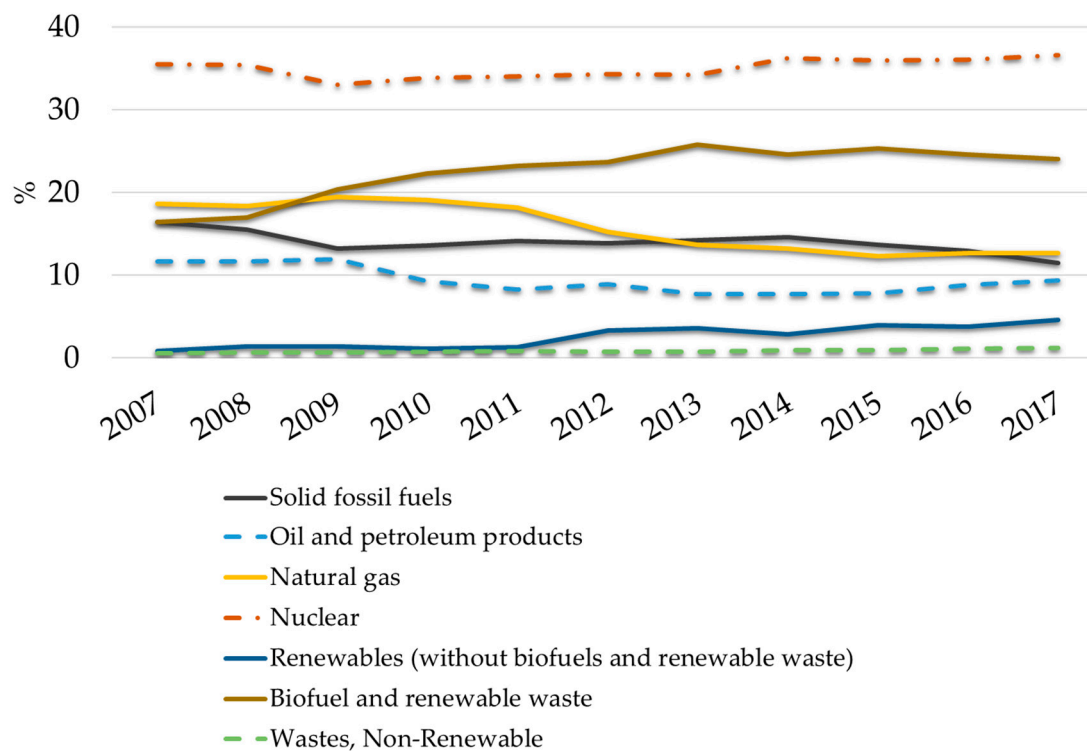 40
30
20
10
0
%
2007
2008
2009
2010
2011
2012
2013
2014
2015
2016
2017
Solid fossil fuels
Oil and petroleum products
Natural gas
Nuclear
Renewables (without biofuels and renewable waste)
Biofuel and renewable waste
Wastes, Non-Renewable